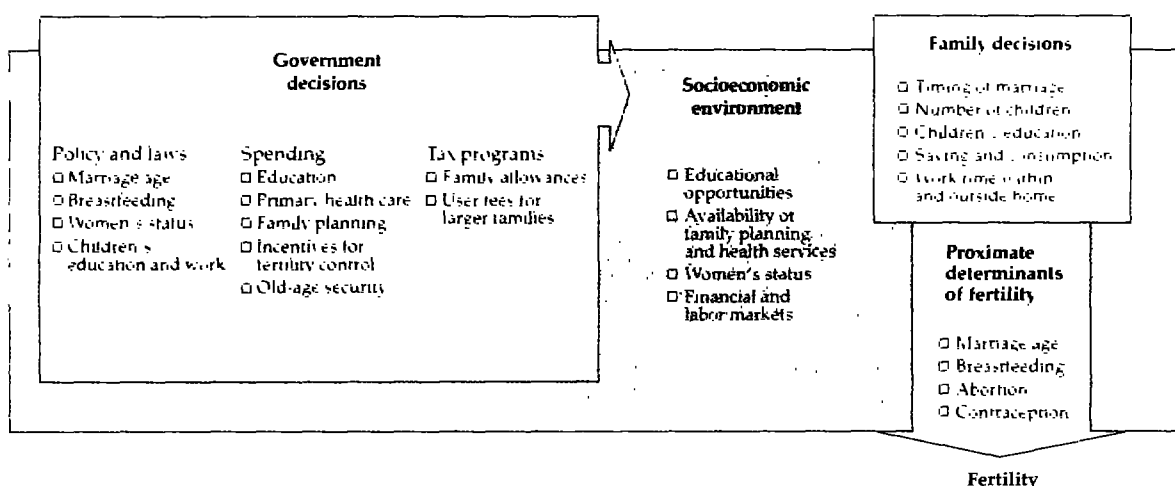 Government
decisions
Policy and laws
□ Marriage age
□ Breastfeeding
□ Women's status
□ Children's
education and work
Spending
□ Education
□ Primary health care
□ Family planning
□ Incentives for
fertility control
□ Old-age security
Tax programs
□ Family allowances
□ User fees for
larger families
Socioeconomic
environment
□ Educational
opportunities
□ Availability of
family planning
and health services
□ Women's status
□ Financial and
labor markets
Family decisions
□ Timing of marriage
□ Number of children
□ Children's education
□ Saving and consumption
□ Work time within
and outside home
Proximate
determinants
of fertility
□ Marriage age
□ Breastfeeding
□ Abortion
□ Contraception
Fertility